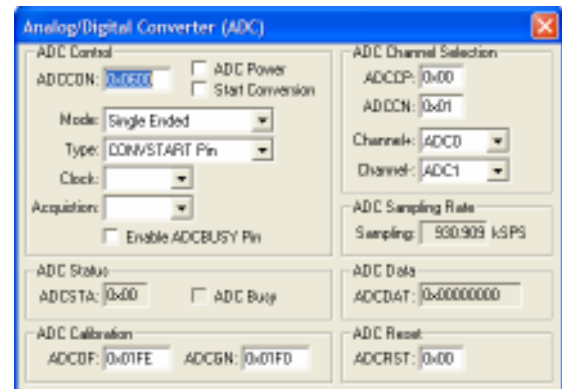 Analog/Digital Converter (ADC)
ADC Control
ADCCON: 0x0600
ADC Power
Start Conversion
Mode: Single Ended
Type: CONVSTART Pin
Clock:
Acquisition:
Enable ADCBUSY Pin
ADC Channel Selection
ADCCP: 0x00
ADCCN: 0x01
Channel+: ADC0
Channel-: ADC1
ADC Sampling Rate
Sampling: 930.909 kSPS
ADC Status
ADCSTA: 0x00
ADC Busy
ADC Data
ADCDAT: 0x00000000
ADC Calibration
ADCOF: 0x01FE
ADCGN: 0x01F0
ADC Reset
ADCRST: 0x00